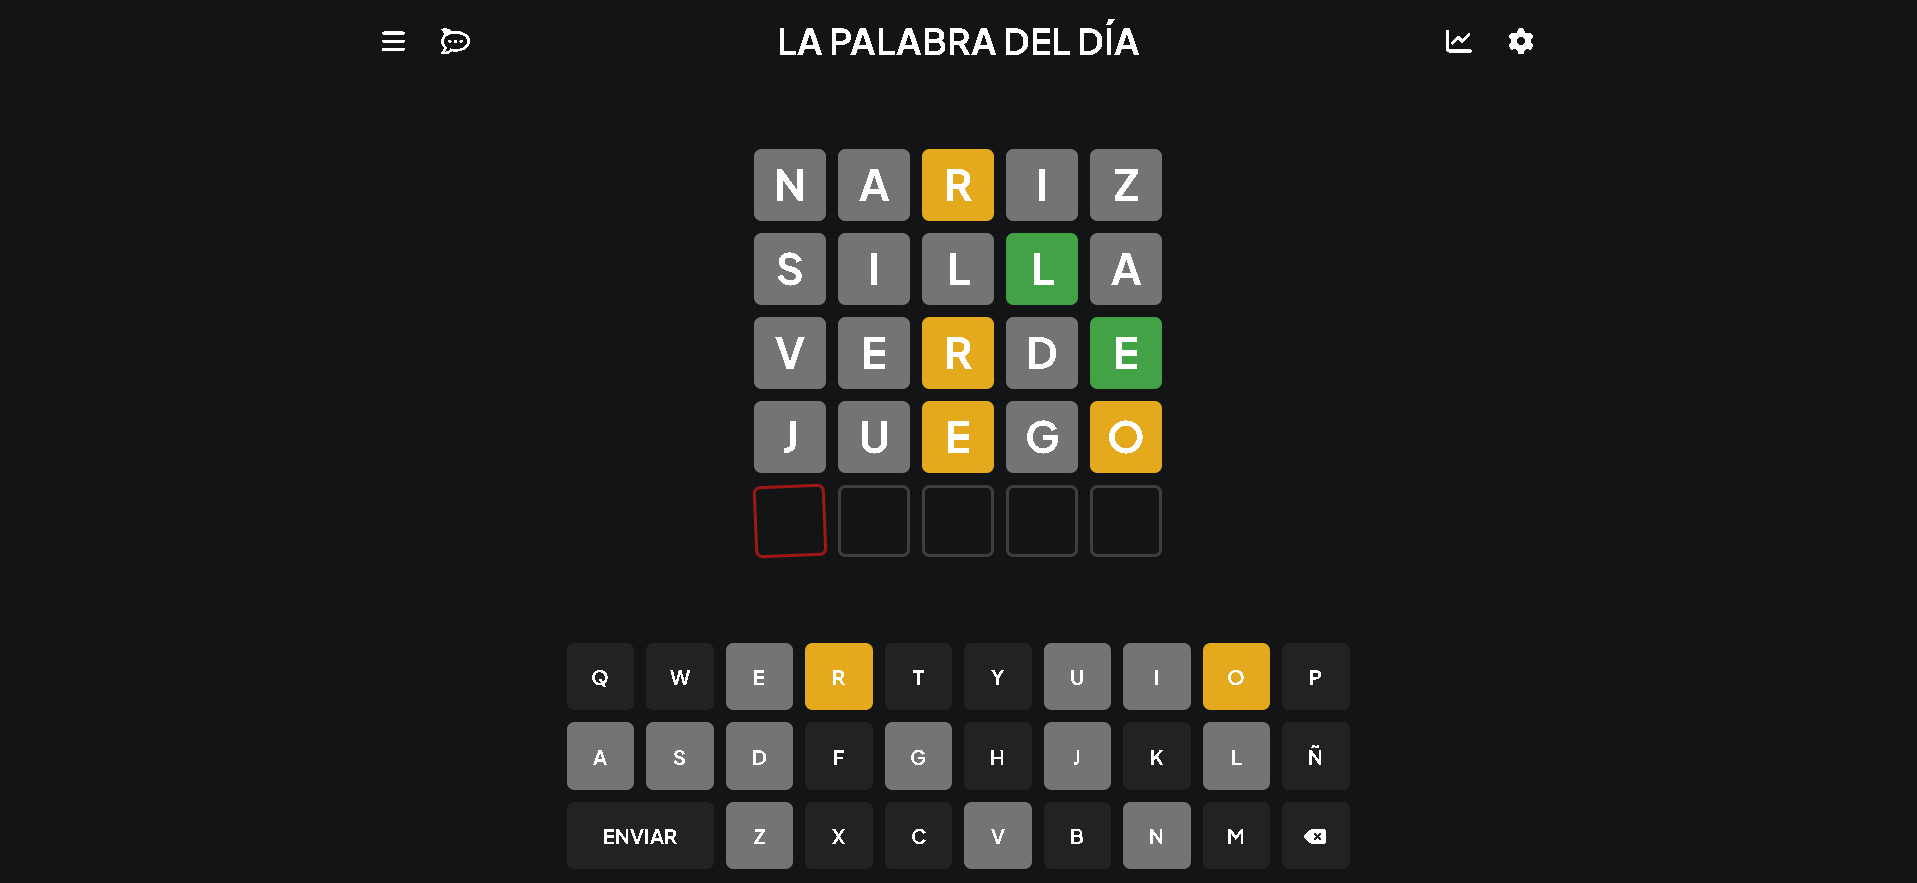 LA PALABRA DEL DÍA
N A R I Z
S I L L A
V E R D E
J U E G O
Q W E R T Y U I O P
A S D F G H J K L Ñ
ENVIAR Z X C V B N M